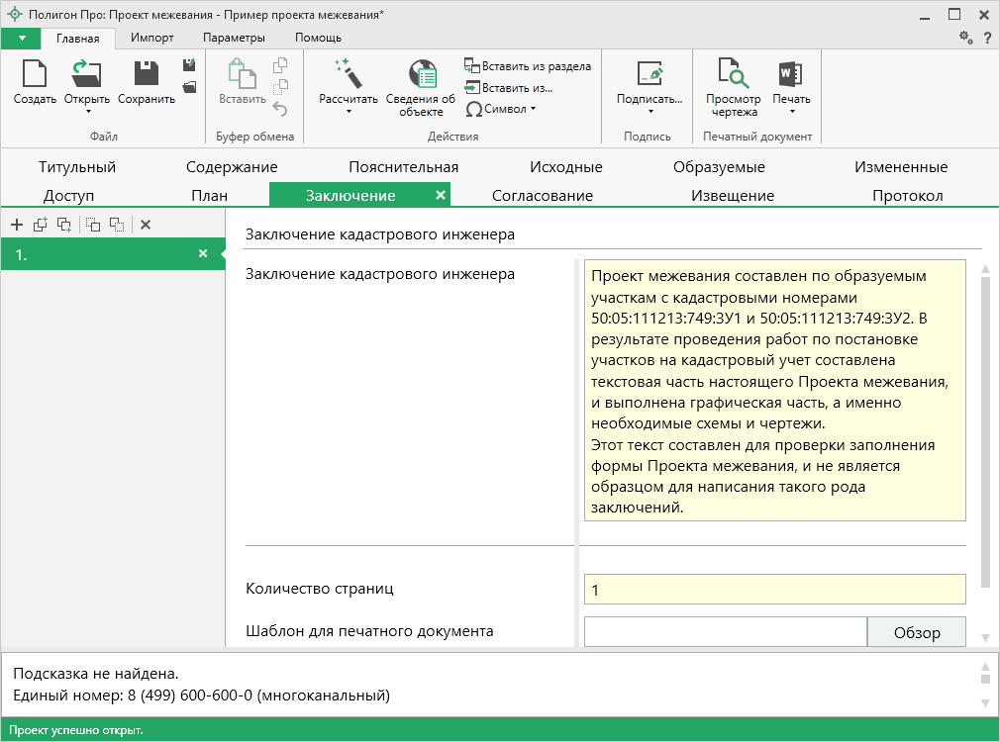 Полигон Про: Проект межевания - Пример проекта межевания*
Главная Импорт Параметры Помощь
?
Создать Открыть Сохранить Вставить Рассчитать Сведения об объекте Вставить из раздела
Вставить из...
Символ
Подписать... Просмотр чертежа Печать
Файл Буфер обмена Действия Подпись Печатный документ
Титульный Содержание Пояснительная Исходные Образуемые Измененные
Доступ План Заключение Согласование Извещение Протокол
1.
Заключение кадастрового инженера
Заключение кадастрового инженера
Проект межевания составлен по образуемым
участкам с кадастровыми номерами
50:05:111213:749:ЗУ1 и 50:05:111213:749:ЗУ2. В
результате проведения работ по постановке
участков на кадастровый учет составлена
текстовая часть настоящего Проекта межевания,
и выполнена графическая часть, а именно
необходимые схемы и чертежи.
Этот текст составлен для проверки заполнения
формы Проекта межевания, и не является
образцом для написания такого рода
заключений.
Количество страниц 1
Шаблон для печатного документа Обзор
Подсказка не найдена.
Единый номер: 8 (499) 600-600-0 (многоканальный)
Проект успешно открыт.